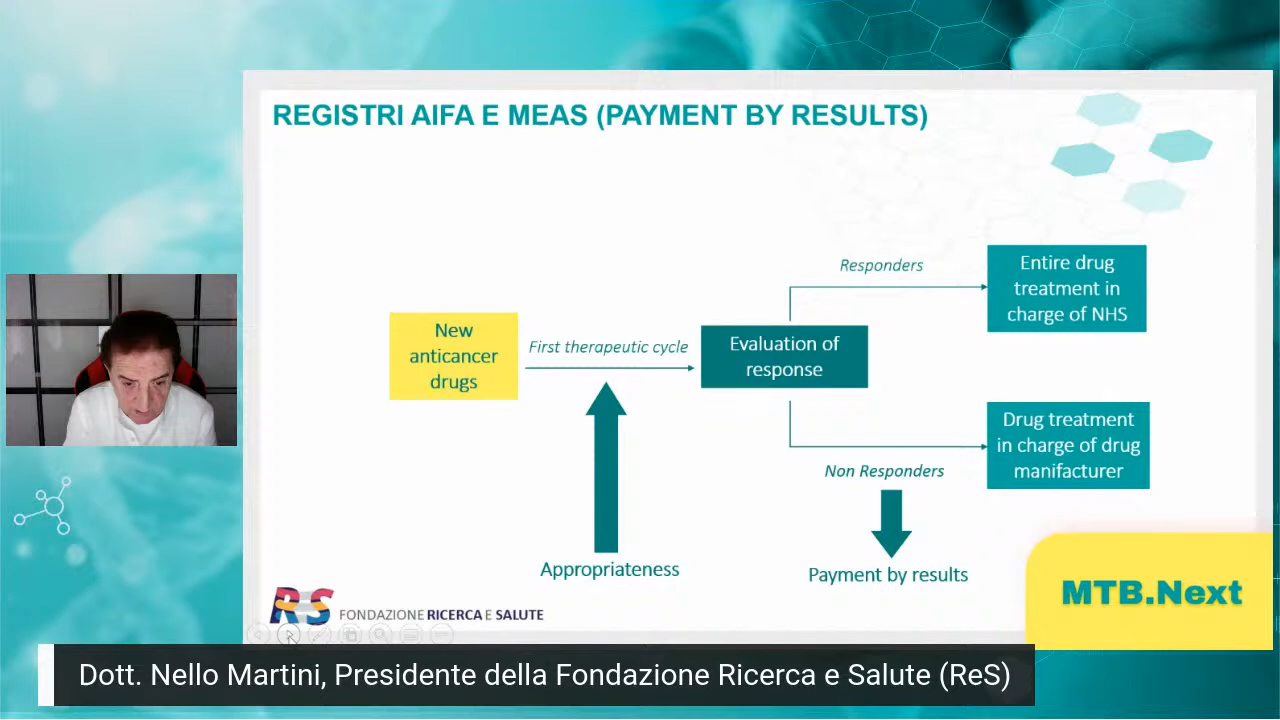 REGISTRI AIFA E MEAS (PAYMENT BY RESULTS)
Responders
Entire drug
treatment in
charge of NHS
New
anticancer
drugs
First therapeutic cycle
Evaluation of
response
Drug treatment
in charge of drug
manifacturer
Non Responders
Appropriateness
Payment by results
MTB.Next
ReS FONDAZIONE RICERCA E SALUTE
Dott. Nello Martini, Presidente della Fondazione Ricerca e Salute (ReS)